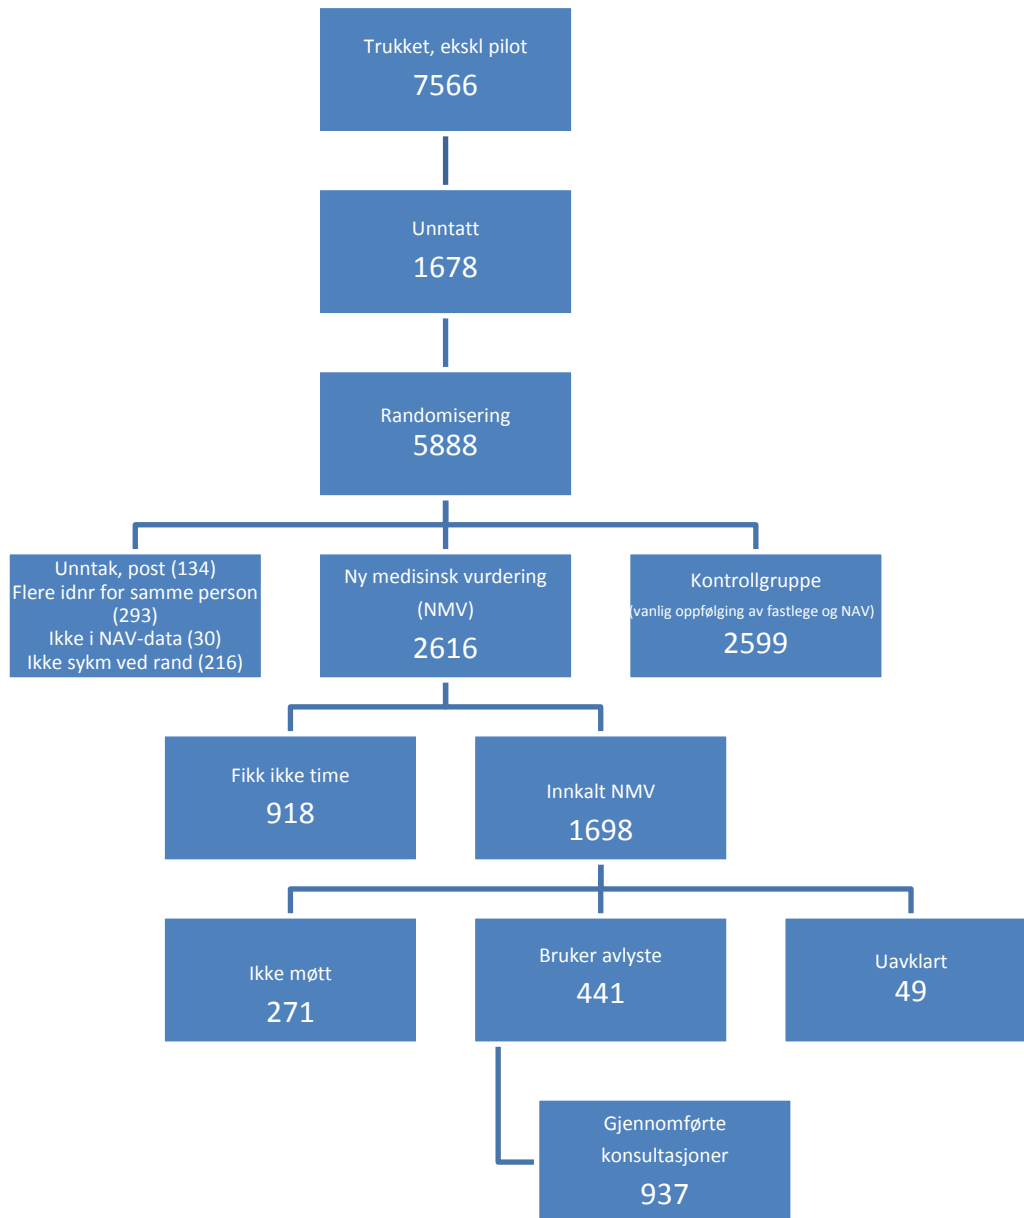 Trukket, ekskl pilot
7566
Unntatt
1678
Randomisering
5888
Unntak, post (134)
Flere idnr for samme person
(293)
Ikke i NAV-data (30)
Ikke sykm ved rand (216)
Ny medisinsk vurdering
(NMV)
2616
Kontrollgruppe
(vanlig oppfølging av fastlege og NAV)
2599
Fikk ikke time
918
Innkalt NMV
1698
Ikke møtt
271
Bruker avlyste
441
Uavklart
49
Gjennomførte
konsultasjoner
937